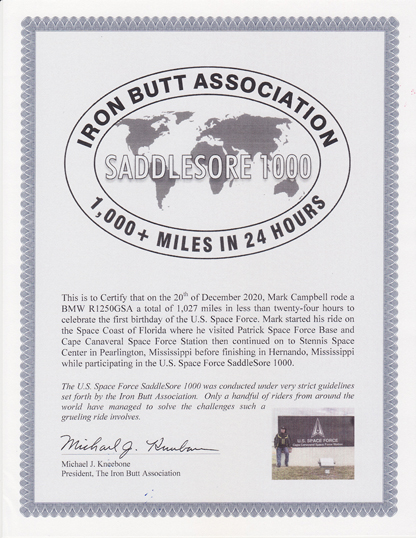 IRON BUTT ASSOCIATION
SADDLESORE 1000
1,000+ MILES IN 24 HOURS
This is to Certify that on the 20th of December 2020, Mark Campbell rode a
BMW R1250GSA a total of 1,027 miles in less than twenty-four hours to
celebrate the first birthday of the U.S. Space Force. Mark started his ride on
the Space Coast of Florida where he visited Patrick Space Force Base and
Cape Canaveral Space Force Station then continued on to Stennis Space
Center in Pearlington, Mississippi before finishing in Hernando, Mississippi
while participating in the U.S. Space Force SaddleSore 1000.
The U.S. Space Force SaddleSore 1000 was conducted under very strict guidelines
set forth by the Iron Butt Association. Only a handful of riders from around the
world have managed to solve the challenges such a
grueling ride involves.
U.S. SPACE FORCE
Cape Canaveral Space Force Station
Michael J. Kneebone
Michael J. Kneebone
President, The Iron Butt Association